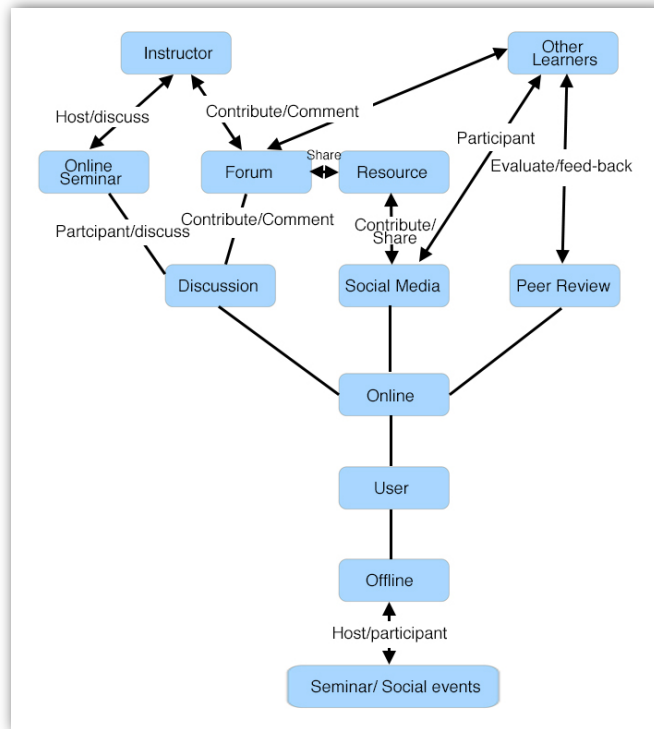 Instructor
Other
Learners
Host/discuss
Contribute/Comment
Participant
Online
Seminar
Forum
Share
Resource
Evaluate/feed-back
Partcipant/discuss
Contribute/Comment
Contribute/
Share
Discussion
Social Media
Peer Review
Online
User
Offline
Host/participant
Seminar/ Social events